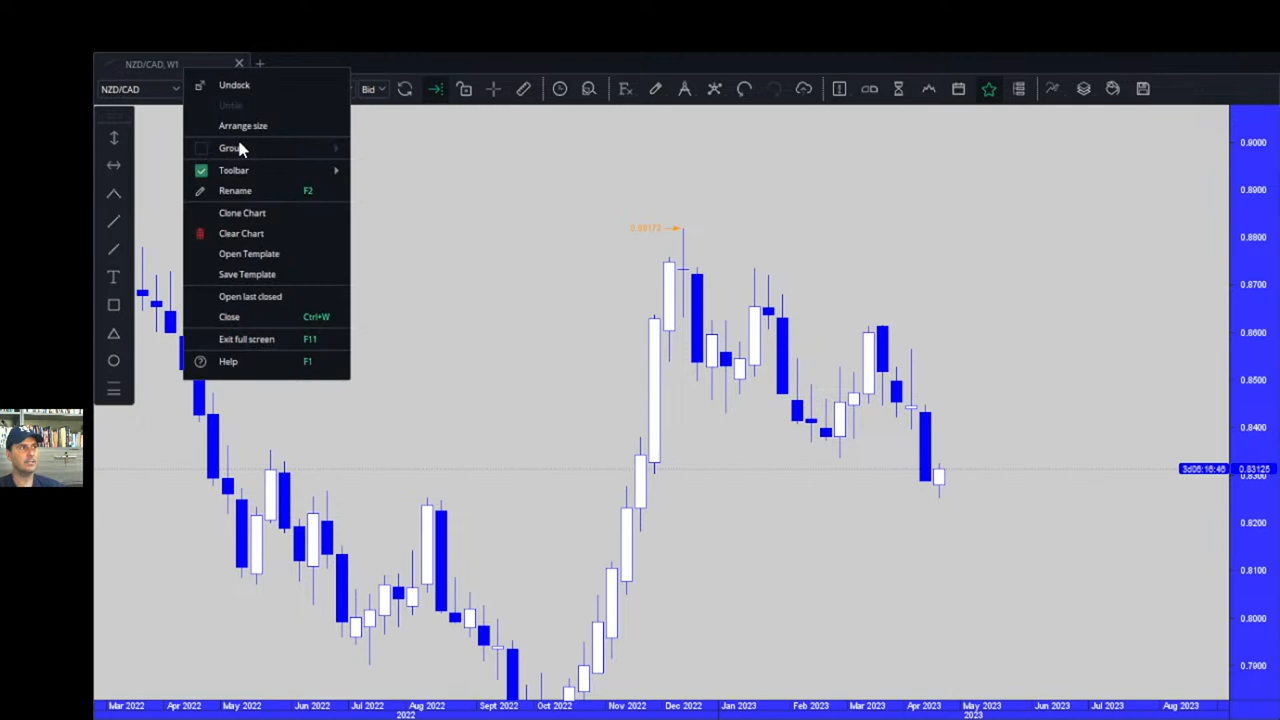 NZD/CAD, W1
NZD/CAD
Bid
Undock
Untile
Arrange size
Toolbar
Rename F2
Clone Chart
Clear Chart
Open Template
Save Template
Open last closed
Close Ctrl+W
Exit full screen F11
Help F1
T
0.88173
0.9000
0.8900
0.8800
0.8700
0.8600
0.8500
0.8400
0.83125
0.8300
0.8200
0.8100
0.8000
0.7900
Mar 2022 Apr 2022 May 2022 Jun 2022 Jul 2022 Aug 2022 Sept 2022 Oct 2022 Nov 2022 Dec 2022 Jan 2023 Feb 2023 Mar 2023 Apr 2023 May 2023 Jun 2023 Jul 2023 Aug 2023
2022 2023